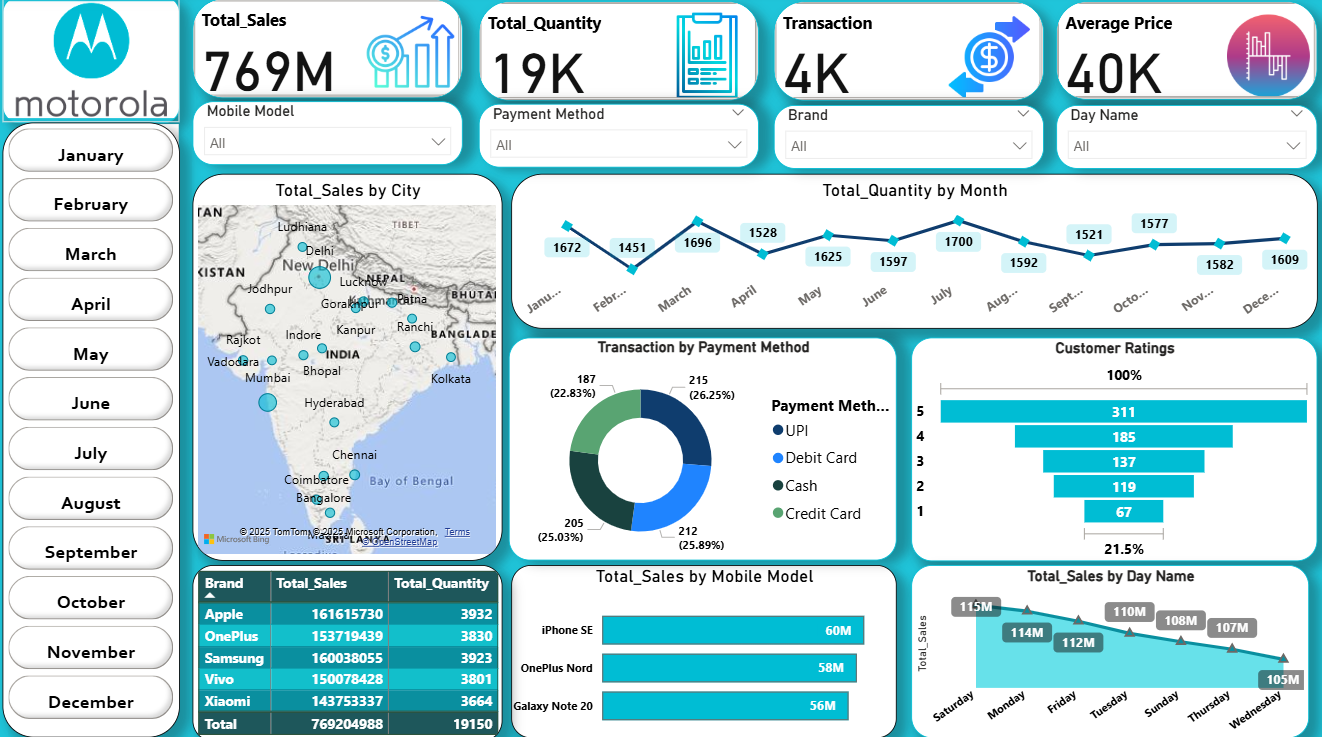 motorola
January
February
March
April
May
June
July
August
September
October
November
December
Total_Sales
769M
Total_Quantity
19K
Transaction
4K
Average Price
40K
Mobile Model
All
Payment Method
All
Brand
All
Day Name
All
Total_Sales by City
TAN
TIBET
Ludhiana
Delhi
New Delhi
KISTAN
NEPAL
Lucknow
Jodhpur
Kathmandu
Gorakhpur
Patna
BHUTAN
Kanpur
Ranchi
Rajkot
Indore
BANGLADE
INDIA
Vadodara
Bhopal
Mumbai
Kolkata
Hyderabad
Chennai
Coimbatore
Bay of Bengal
Bangalore
© 2025 TomTom, © 2025 Microsoft Corporation, Terms
© OpenStreetMap
Microsoft Bing
SRI LANKA
Total_Quantity by Month
1672
1451
1696
1528
1625
1597
1700
1592
1521
1577
1582
1609
Janu...
Febr...
March
April
May
June
July
Aug...
Sept...
Octo...
Nov...
Dece...
Transaction by Payment Method
187
(22.83%)
215
(26.25%)
205
(25.03%)
212
(25.89%)
Payment Meth...
UPI
Debit Card
Cash
Credit Card
Customer Ratings
100%
5 311
4 185
3 137
2 119
1 67
21.5%
Brand Total_Sales Total_Quantity
Apple 161615730 3932
OnePlus 153719439 3830
Samsung 160038055 3923
Vivo 150078428 3801
Xiaomi 143753337 3664
Total 769204988 19150
Total_Sales by Mobile Model
iPhone SE 60M
OnePlus Nord 58M
Galaxy Note 20 56M
Total_Sales by Day Name
Total_Sales
115M
114M
112M
110M
108M
107M
105M
Saturday
Monday
Friday
Tuesday
Sunday
Thursday
Wednesday